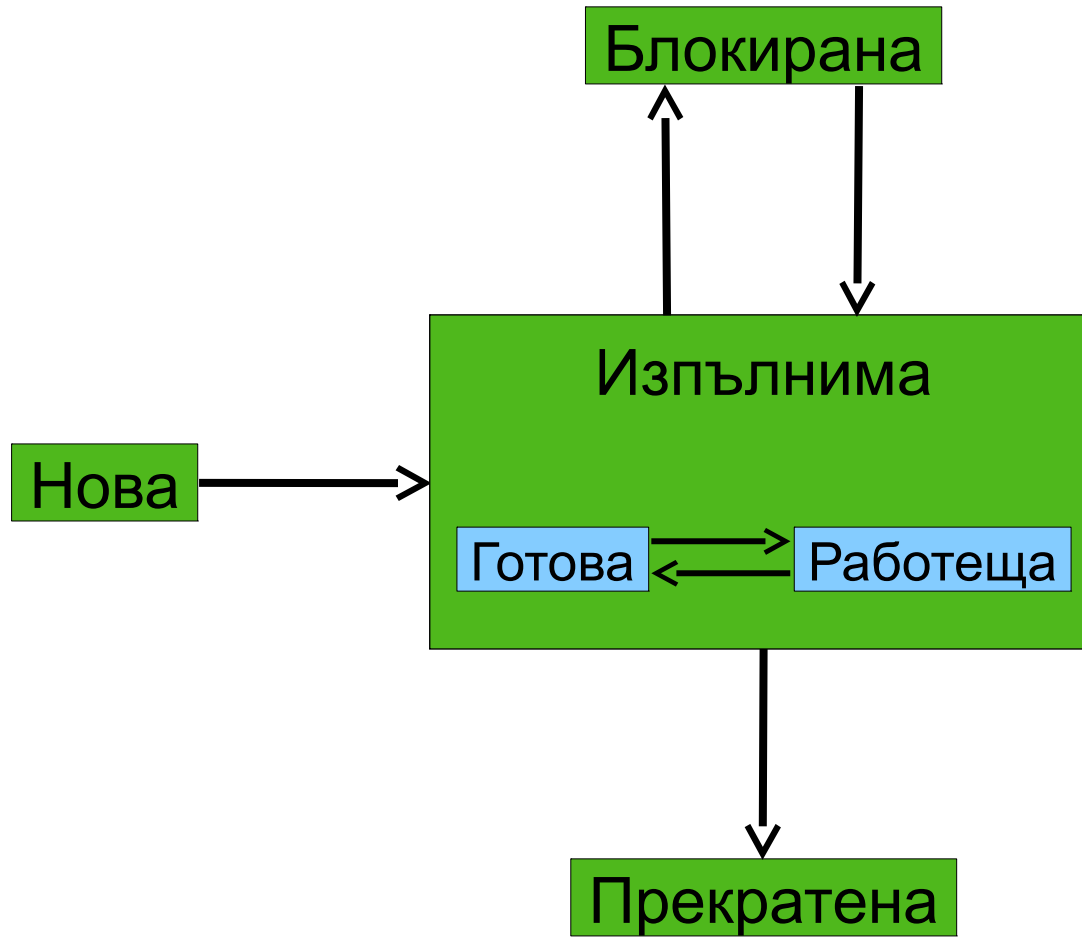 Блокирана
Изпълнима
Нова
Готова
Работеща
Прекратена